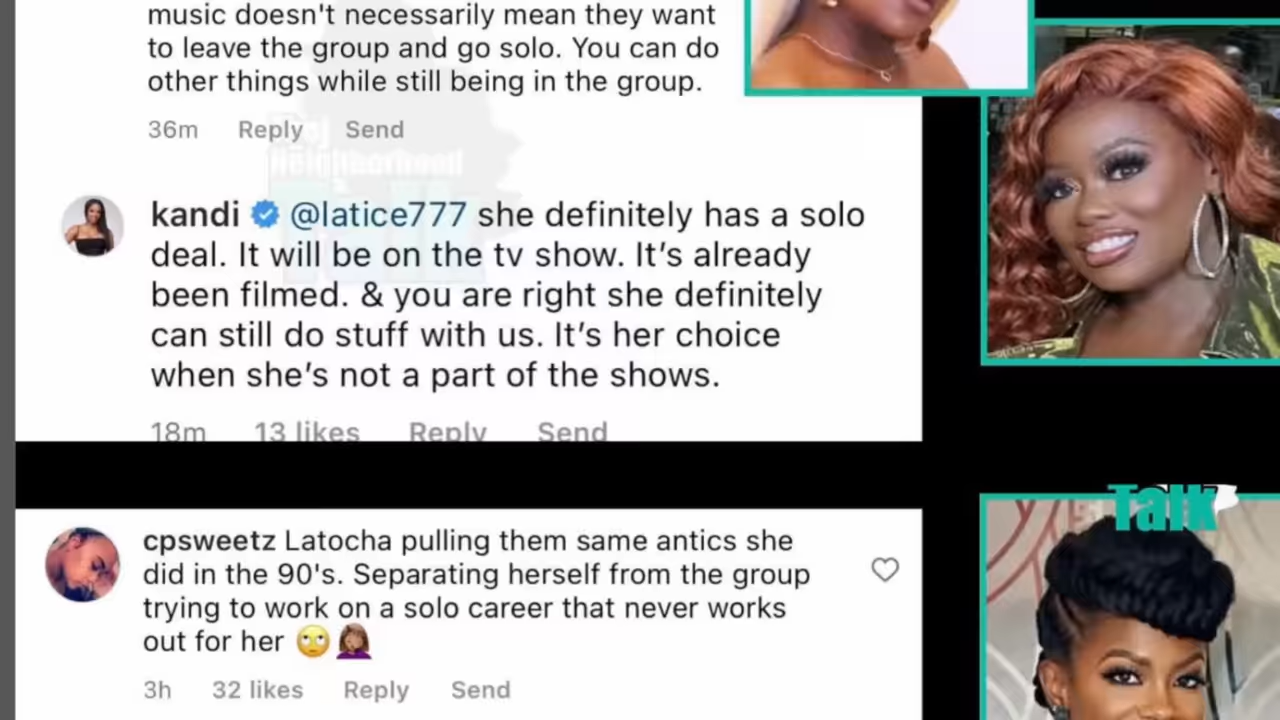 music doesn't necessarily mean they want
to leave the group and go solo. You can do
other things while still being in the group.
36m Reply Send
Neighborhood
Talk
kandi @latice777 she definitely has a solo
deal. It will be on the tv show. It’s already
been filmed. & you are right she definitely
can still do stuff with us. It’s her choice
when she’s not a part of the shows.
18m 13 likes Reply Send
Talk
cpsweetz Latocha pulling them same antics she
did in the 90's. Separating herself from the group
trying to work on a solo career that never works
out for her 🙄🤦🏽‍♀️
3h 32 likes Reply Send